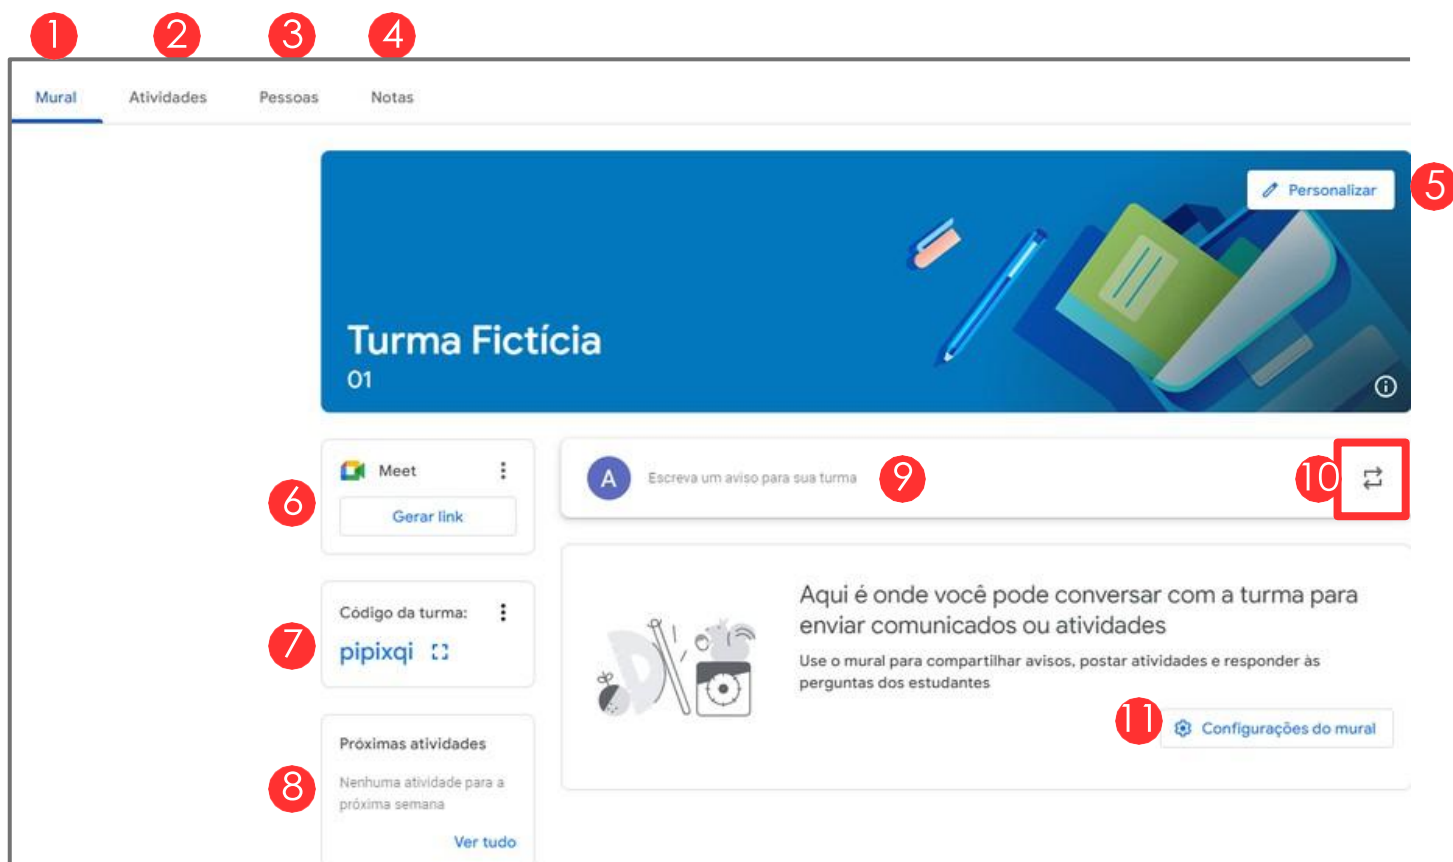 1 2 3 4
Mural Atividades Pessoas Notas
Personalizar 5
Turma Fictícia
01
Meet
6
Gerar link
A Escreva um aviso para sua turma 9 10
Código da turma:
7 pipixqi
Próximas atividades
8 Nenhuma atividade para a
próxima semana
Ver tudo
Aqui é onde você pode conversar com a turma para
enviar comunicados ou atividades
Use o mural para compartilhar avisos, postar atividades e responder às
perguntas dos estudantes
11 Configurações do mural